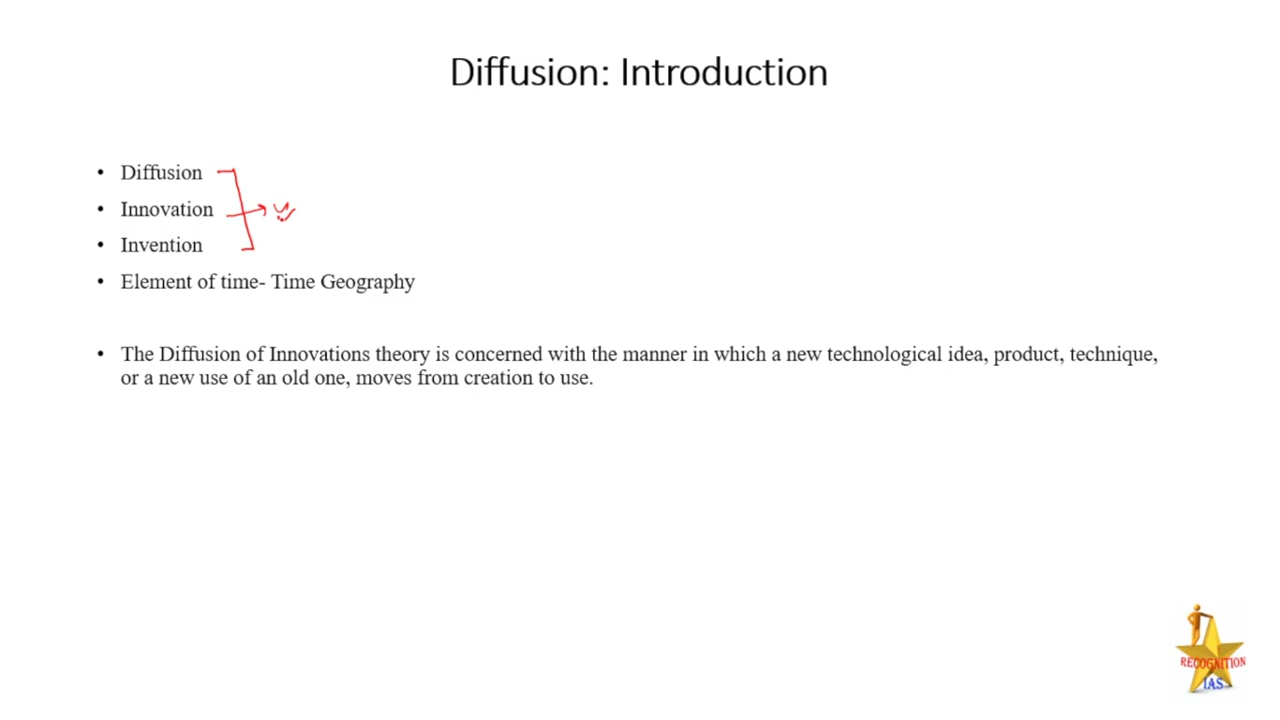 Diffusion: Introduction
• Diffusion
• Innovation
• Invention
• Element of time- Time Geography
• The Diffusion of Innovations theory is concerned with the manner in which a new technological idea, product, technique,
or a new use of an old one, moves from creation to use.
RECOGNITION
IAS